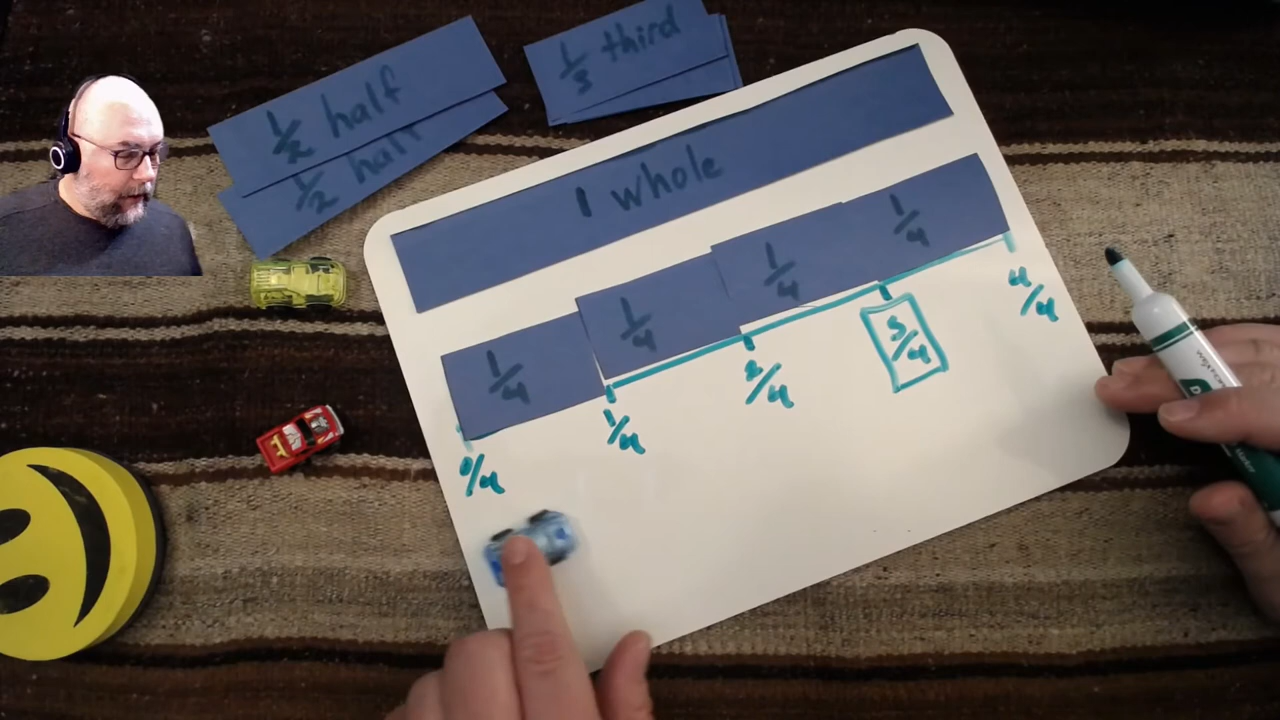 1/2 half
1/2 half
1/3 third
1 whole
1/4
1/4
1/4
1/4
0/4
1/4
2/4
3/4
4/4